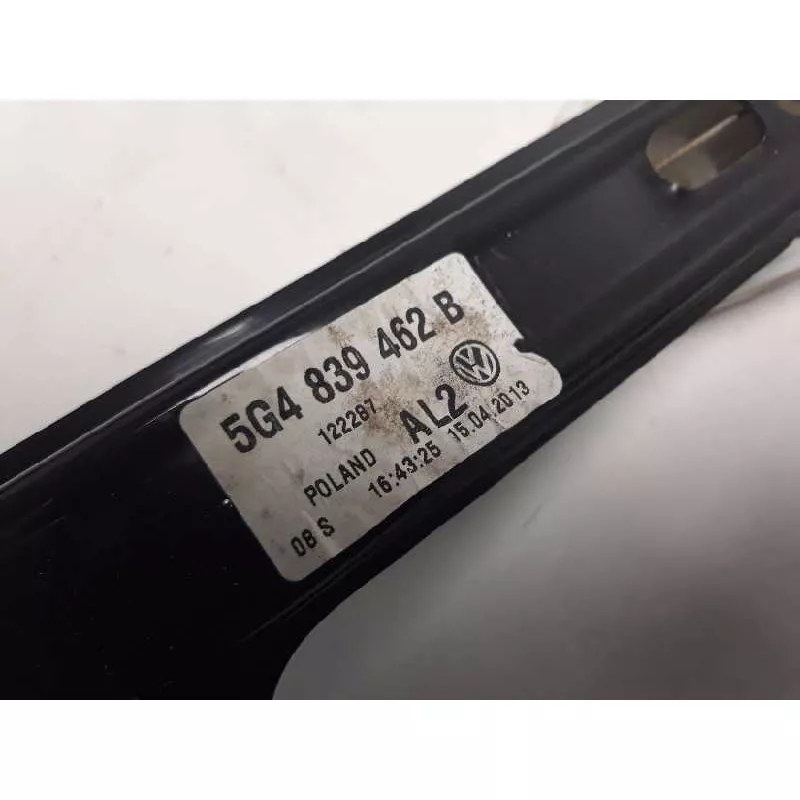 5G4 839 462 B
122287
AL2
POLAND
16:43:25 15.04.2013
08 S